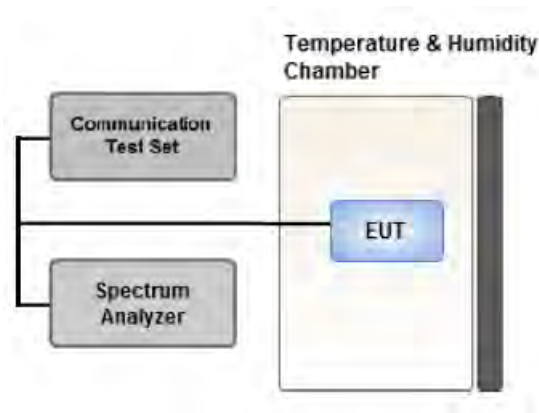 Temperature & Humidity
Chamber
Communication
Test Set
EUT
Spectrum
Analyzer